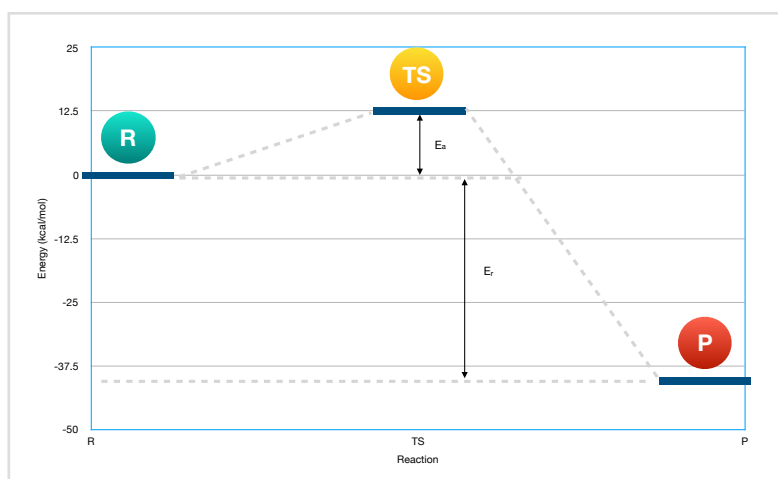 25
TS
12.5
R
Ea
0
Energy (kcal/mol)
-12.5
Er
-25
P
-37.5
-50
R TS P
Reaction